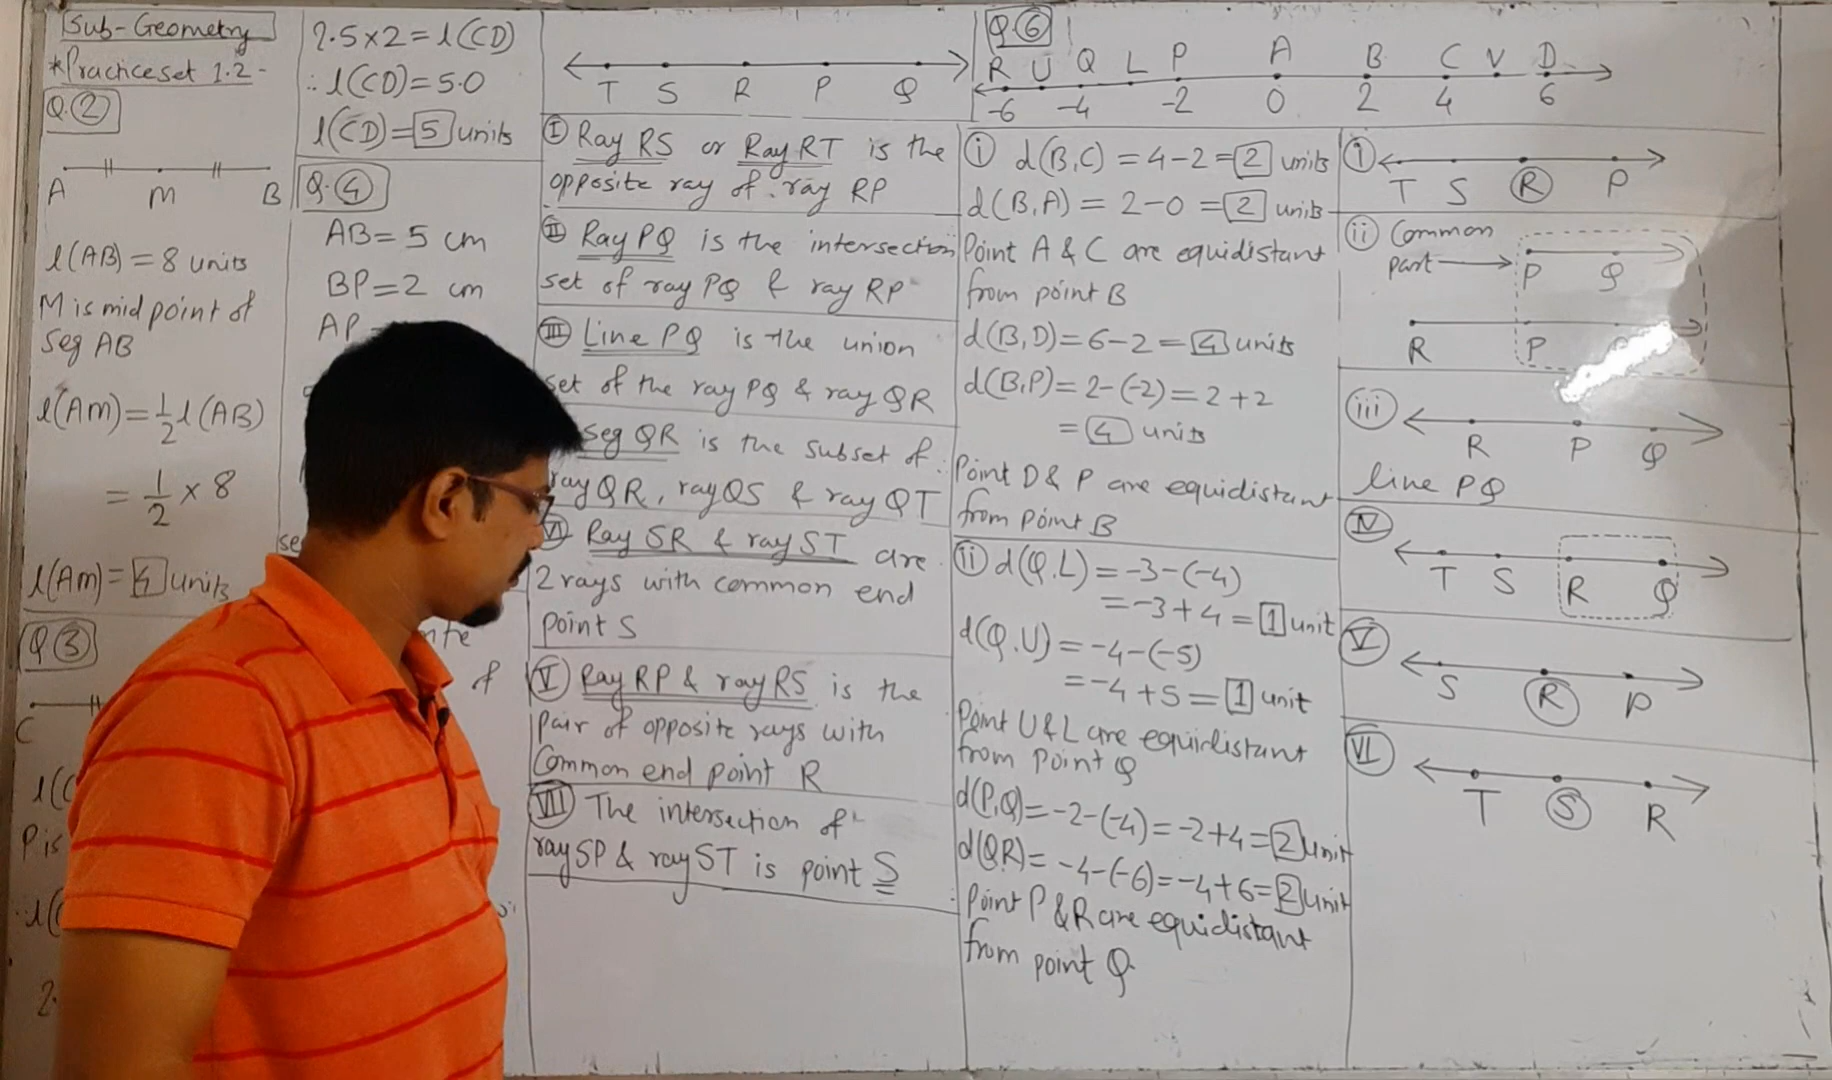 Sub-Geometry
*Practice set 1.2-
Q.②
A M B
l(AB) = 8 units
M is mid point of
seg AB
l(AM) = 1/2 l(AB)
= 1/2 × 8
l(AM) = 4 units
Q③
C
P is
2.5×2 = l(CD)
∴ l(CD) = 5.0
l(CD) = 5 units
Q.④
AB = 5 cm
BP = 2 cm
AP
T S R P Q
Ⓘ Ray RS or Ray RT is the
opposite ray of ray RP
Ⅱ Ray PQ is the intersection
set of ray PQ & ray RP
Ⅲ Line PQ is the union
set of the ray PQ & ray QR
Seg QR is the subset of
ray QR, ray QS & ray QT
Ⅵ Ray SR & ray ST are
2 rays with common end
point S
Ⅴ Ray RP & ray RS is the
pair of opposite rays with
Common end point R
Ⅶ The intersection of
ray SP & ray ST is point S
Q.⑥
R U Q L P A B C V D
-6 -4 -2 0 2 4 6
ⓘ d(B,C) = 4-2 = 2 units
d(B,A) = 2-0 = 2 units
Point A & C are equidistant
from point B
d(B,D) = 6-2 = 4 units
d(B,P) = 2-(-2) = 2+2
= 4 units
Point D & P are equidistant
from point B
ii d(Q,L) = -3-(-4)
= -3+4 = 1 unit
d(Q,U) = -4-(-5)
= -4+5 = 1 unit
Point U & L are equidistant
from point Q
d(P,Q) = -2-(-4) = -2+4 = 2 unit
d(Q,R) = -4-(-6) = -4+6 = 2 unit
Point P & R are equidistant
from point Q.
ⓘ T S R P
ii Common
part
P Q
R P
iii
R P Q
line PQ
Ⅳ
T S R Q
Ⅴ
S R P
Ⅵ
T S R